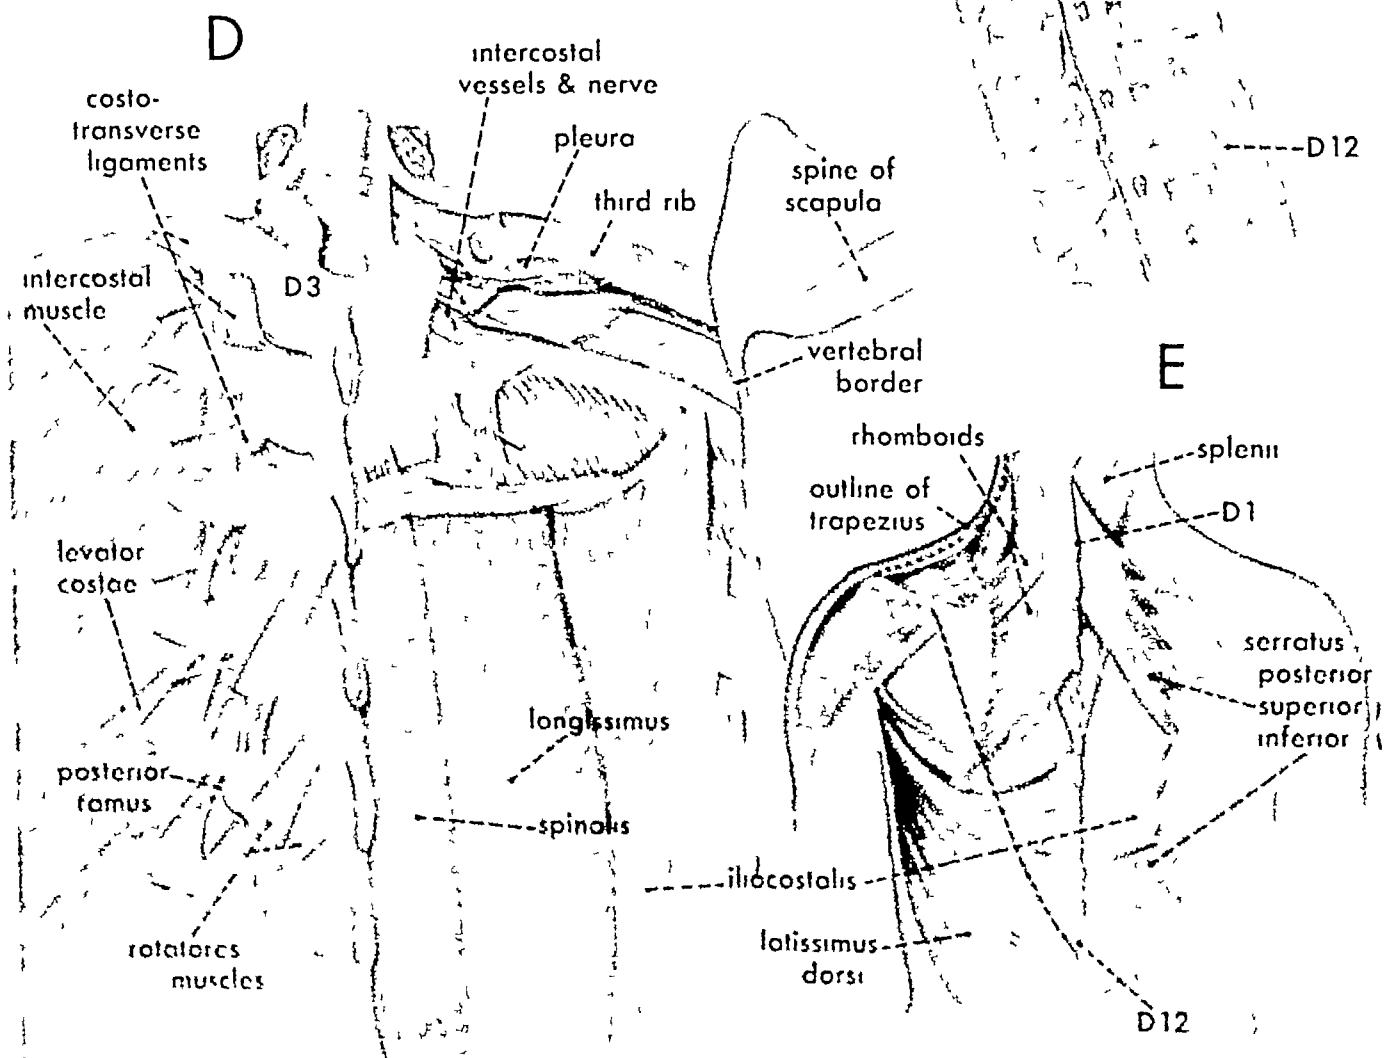 D
intercostal
vessels & nerve
costo-
transverse
ligaments
pleura
third rib
spine of
scapula
D12
intercostal
muscle
D3
vertebral
border
E
rhomboids
splenii
outline of
trapezius
D1
levator
costae
serratus
posterior
superior
inferior
longissimus
posterior
ramus
spinalis
iliocostalis
latissimus
dorsi
rotatores
muscles
D12